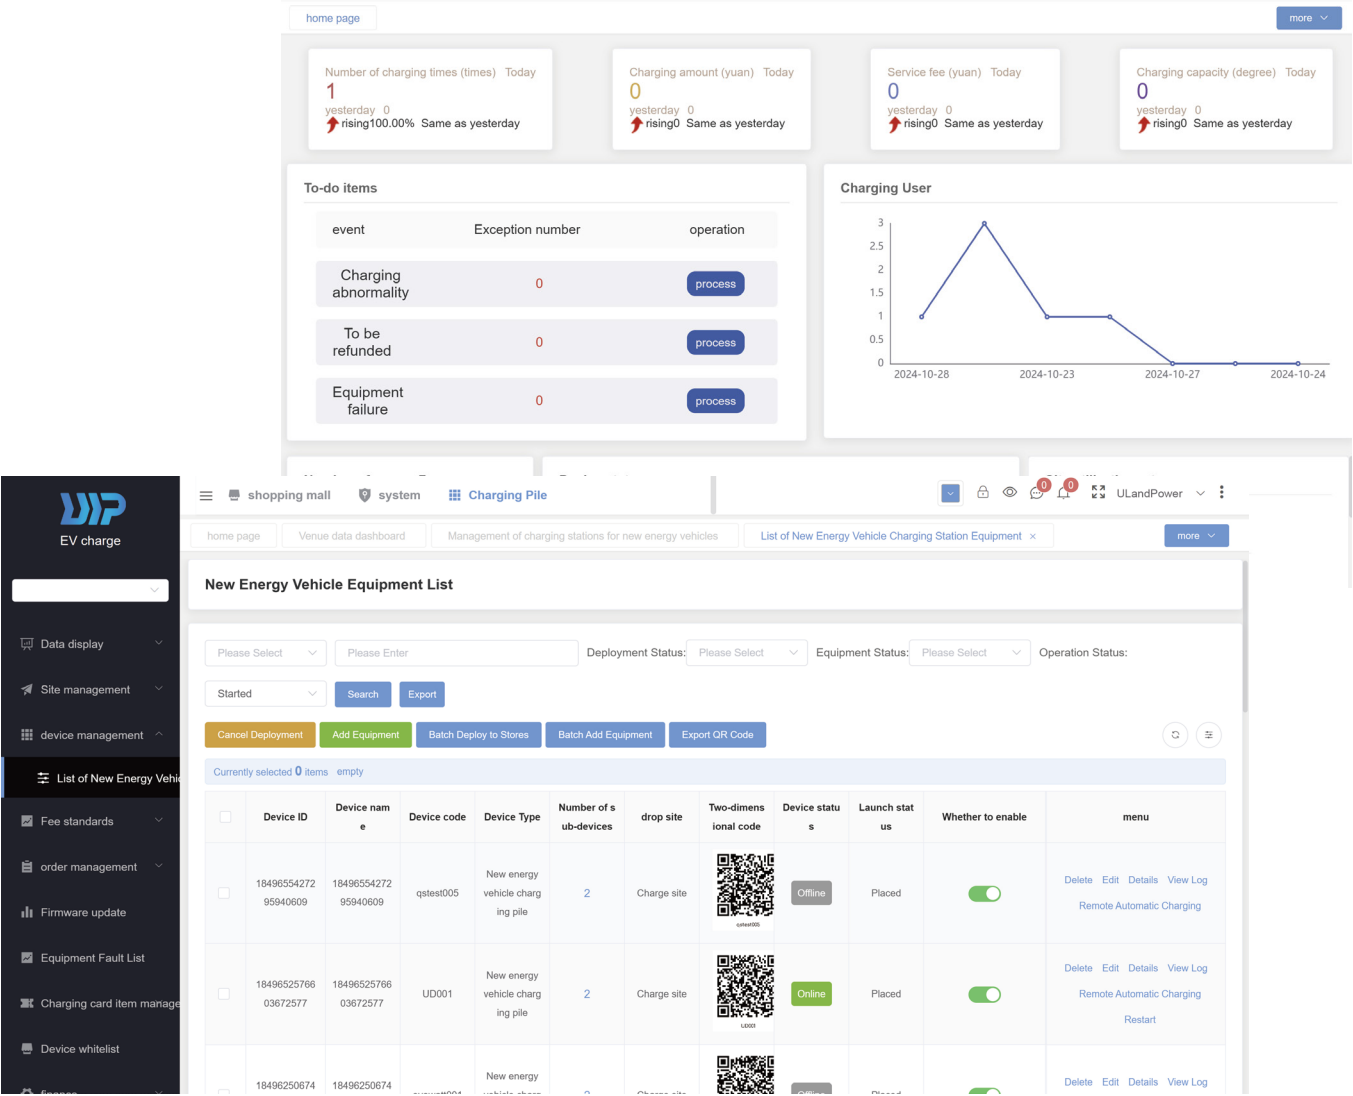 home page
more
Number of charging times (times) Today
1
yesterday 0
rising100.00% Same as yesterday
Charging amount (yuan) Today
0
yesterday 0
rising0 Same as yesterday
Service fee (yuan) Today
0
yesterday 0
rising0 Same as yesterday
Charging capacity (degree) Today
0
yesterday 0
rising0 Same as yesterday
To-do items
event Exception number operation
Charging
abnormality
0
process
To be
refunded
0
process
Equipment
failure
0
process
Charging User
3
2.5
2
1.5
1
0.5
0
2024-10-28 2024-10-23 2024-10-27 2024-10-24
EV charge
shopping mall system Charging Pile
0 0 ULandPower
home page Venue data dashboard Management of charging stations for new energy vehicles List of New Energy Vehicle Charging Station Equipment × more
Data display
Site management
device management
List of New Energy Vehic
Fee standards
order management
Firmware update
Equipment Fault List
Charging card item manage
Device whitelist
New Energy Vehicle Equipment List
Please Select Please Enter Deployment Status: Please Select Equipment Status: Please Select Operation Status:
Started Search Export
Cancel Deployment Add Equipment Batch Deploy to Stores Batch Add Equipment Export QR Code
Currently selected 0 items empty
Device ID
Device nam
e
Device code
Device Type
Number of s
ub-devices
drop site
Two-dimens
ional code
Device statu
s
Launch stat
us
Whether to enable
menu
18496554272
95940609
18496554272
95940609
qstest005
New energy
vehicle charg
ing pile
2
Charge site
qstest005
Offline
Placed
Delete Edit Details View Log
Remote Automatic Charging
18496525766
03672577
18496525766
03672577
UD001
New energy
vehicle charg
ing pile
2
Charge site
UD001
Online
Placed
Delete Edit Details View Log
Remote Automatic Charging
Restart
18496250674
18496250674
New energy
Delete Edit Details View Log